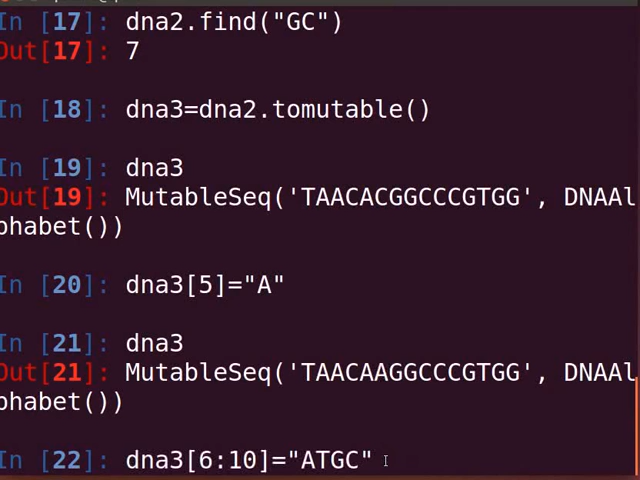 In [17]: dna2.find("GC")
Out[17]: 7
In [18]: dna3=dna2.tomutable()
In [19]: dna3
Out[19]: MutableSeq('TAACACGGCCCGTGG', DNAAl
phabet())
In [20]: dna3[5]="A"
In [21]: dna3
Out[21]: MutableSeq('TAACAAGGCCCGTGG', DNAAl
phabet())
In [22]: dna3[6:10]="ATGC"